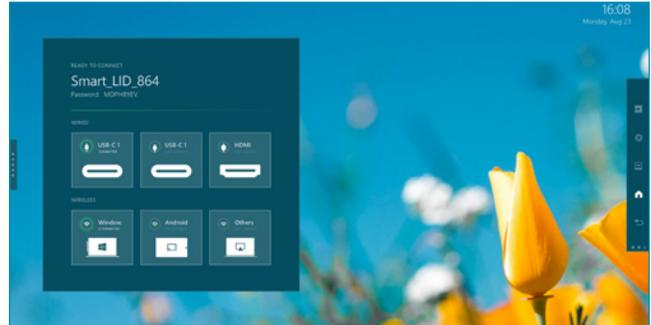 16:08
Monday, Aug 23
READY TO CONNECT
Smart_LID_864
Password
WIRED
USB-C 1
USB-C 1
HDMI
WIRELESS
Window
Android
Others